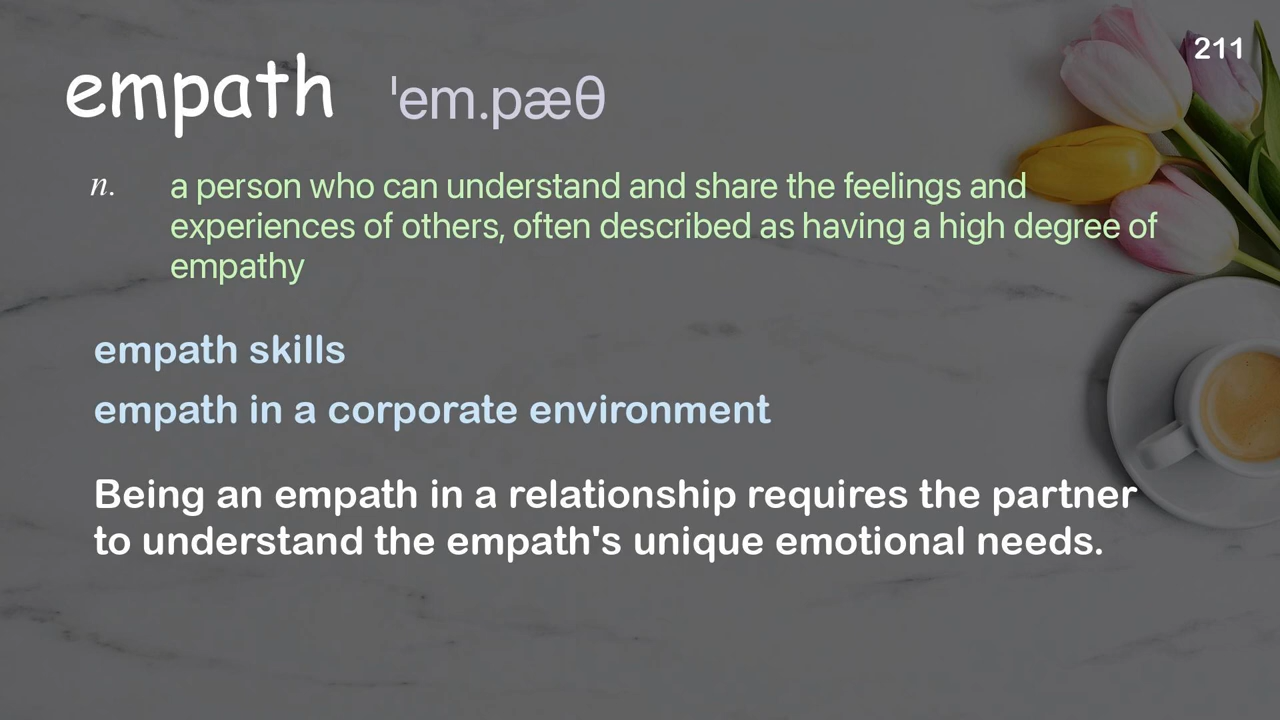 211
empath ˈem.pæθ
n. a person who can understand and share the feelings and
experiences of others, often described as having a high degree of
empathy
empath skills
empath in a corporate environment
Being an empath in a relationship requires the partner
to understand the empath's unique emotional needs.